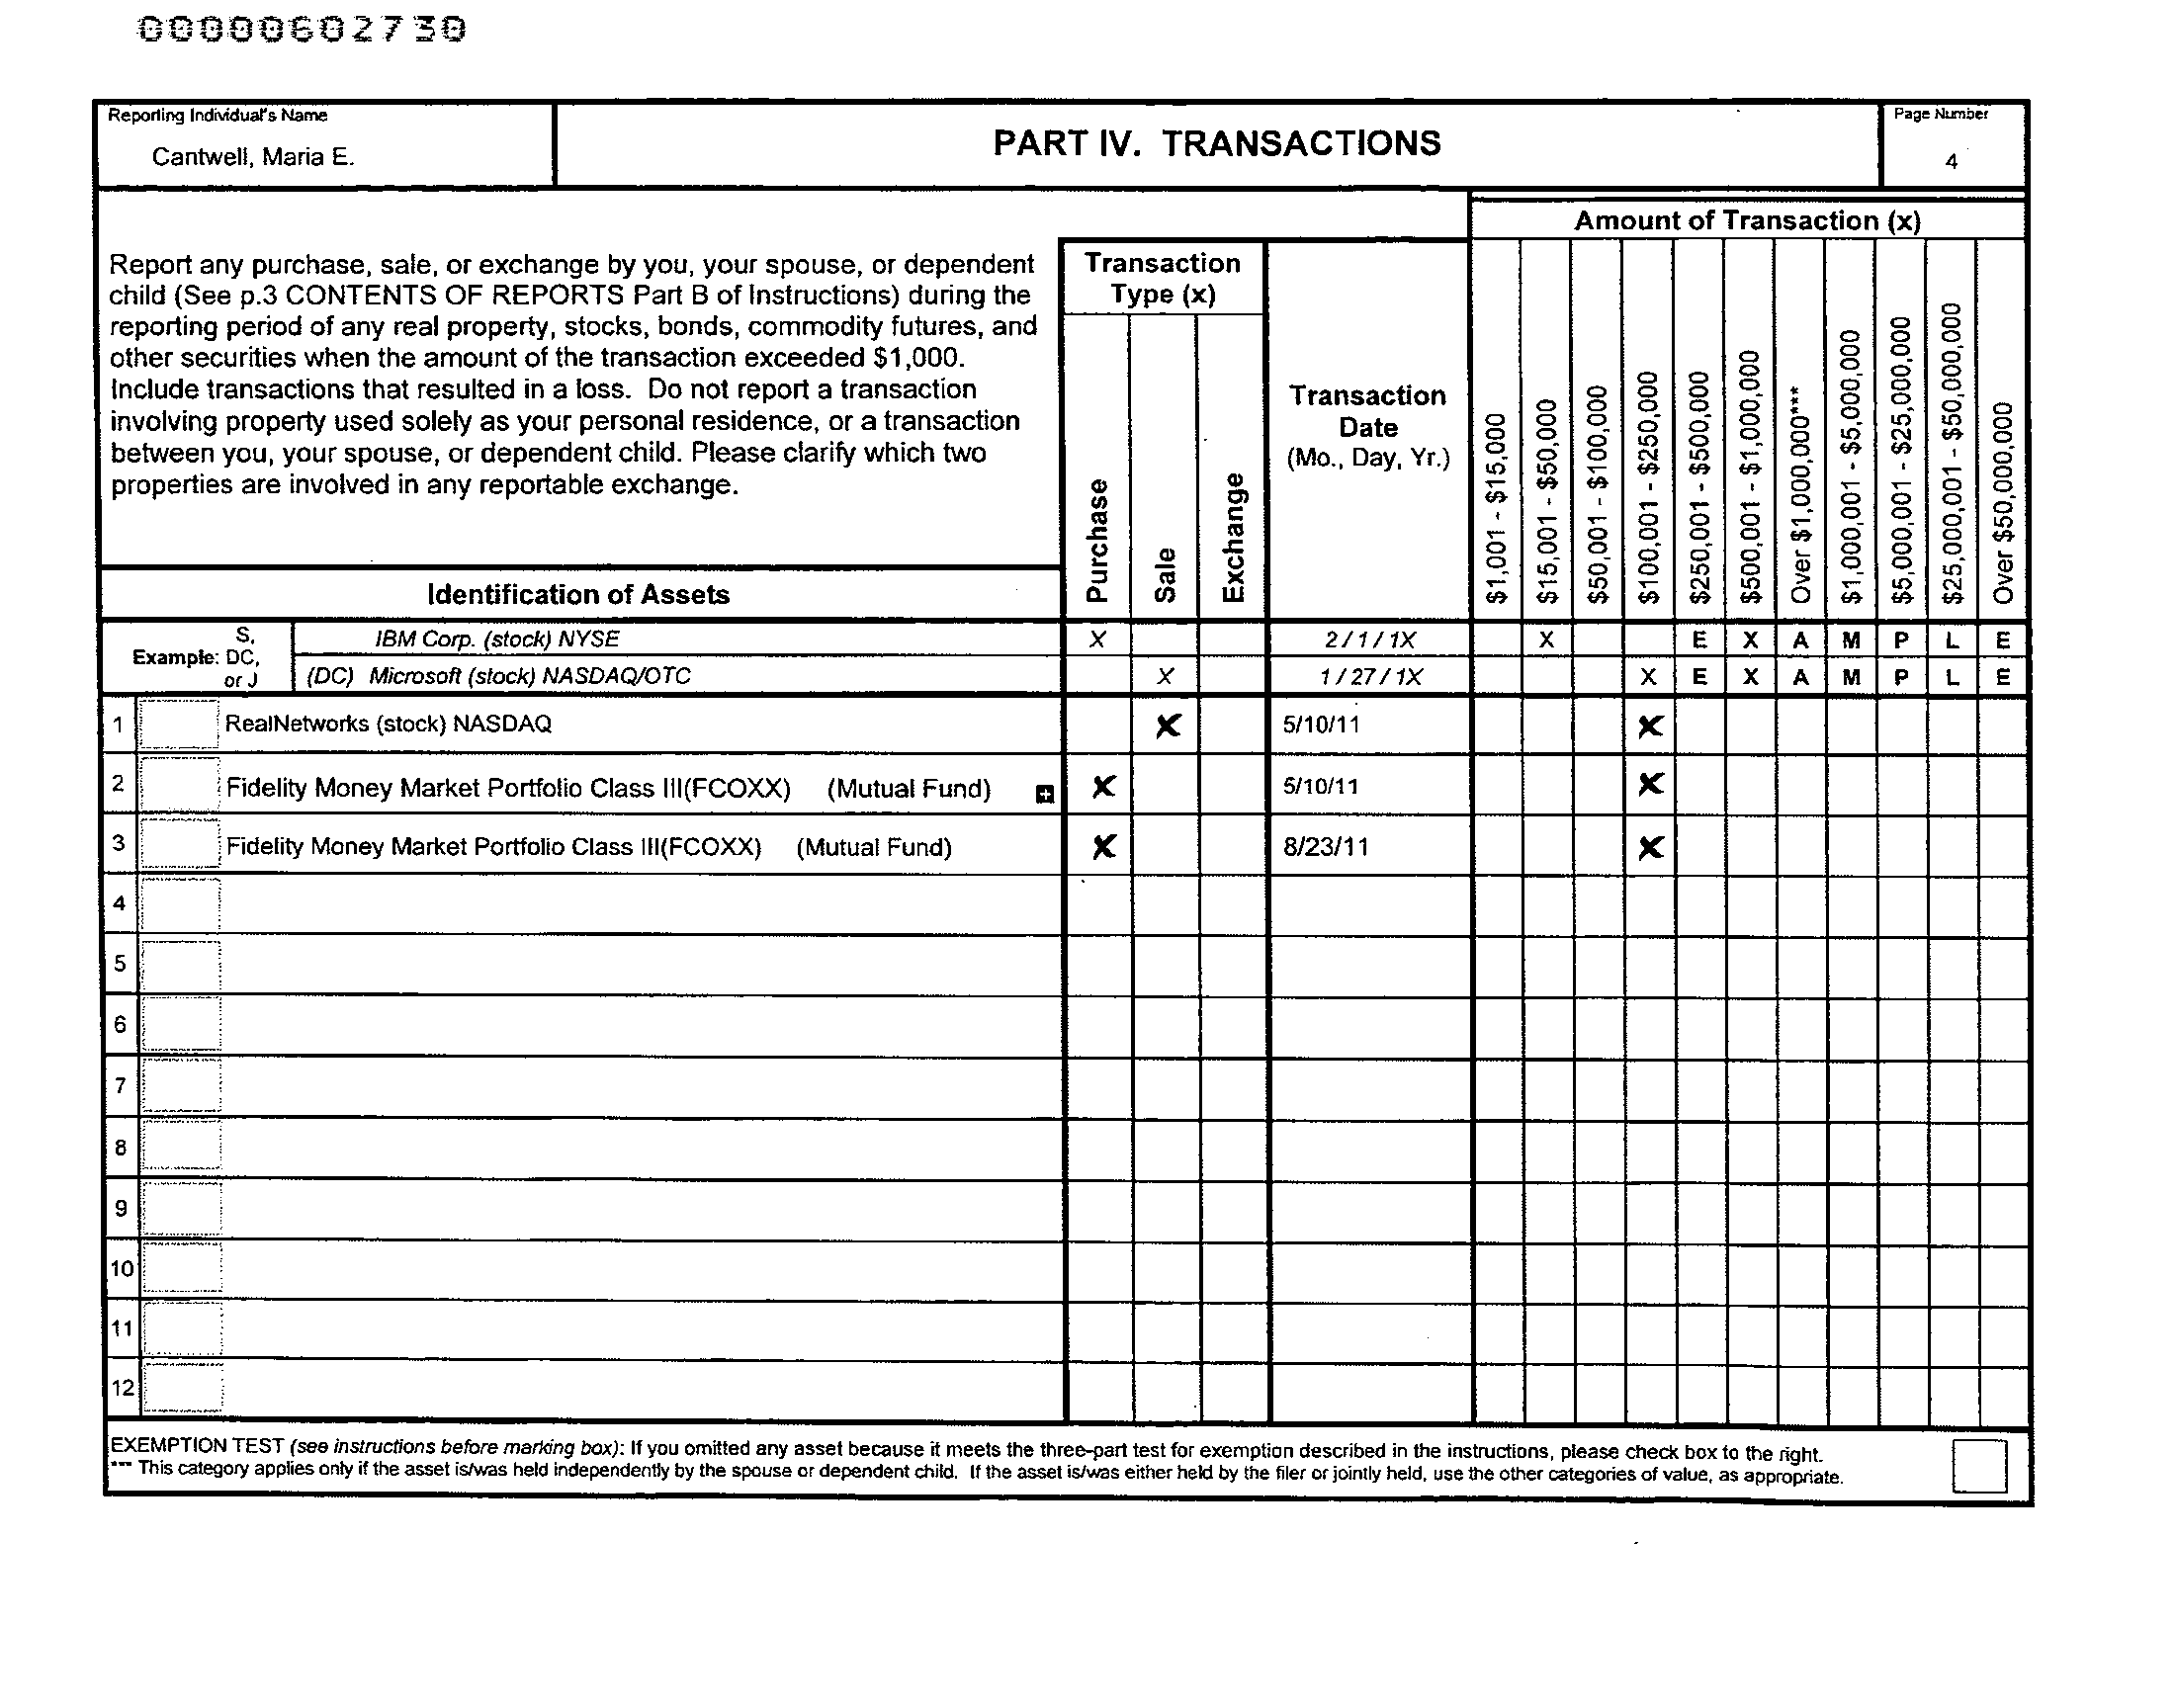 00000602730
Reporting Individual's Name
Cantwell, Maria E.
PART IV. TRANSACTIONS
Page Number
4
Amount of Transaction (x)
Report any purchase, sale, or exchange by you, your spouse, or dependent
child (See p.3 CONTENTS OF REPORTS Part B of Instructions) during the
reporting period of any real property, stocks, bonds, commodity futures, and
other securities when the amount of the transaction exceeded $1,000.
Include transactions that resulted in a loss. Do not report a transaction
involving property used solely as your personal residence, or a transaction
between you, your spouse, or dependent child. Please clarify which two
properties are involved in any reportable exchange.
Transaction
Type (x)
Purchase
Sale
Exchange
Transaction
Date
(Mo., Day, Yr.)
$1,001 - $15,000
$15,001 - $50,000
$50,001 - $100,000
$100,001 - $250,000
$250,001 - $500,000
$500,001 - $1,000,000
Over $1,000,000***
$1,000,001 - $5,000,000
$5,000,001 - $25,000,000
$25,000,001 - $50,000,000
Over $50,000,000
Identification of Assets
Example: S, DC, or J
IBM Corp. (stock) NYSE X 2 / 1 / 1X X E X A M P L E
(DC) Microsoft (stock) NASDAQ/OTC X 1 / 27 / 1X X E X A M P L E
1 RealNetworks (stock) NASDAQ X 5/10/11 X
2 Fidelity Money Market Portfolio Class III(FCOXX) (Mutual Fund) + X 5/10/11 X
3 Fidelity Money Market Portfolio Class III(FCOXX) (Mutual Fund) X 8/23/11 X
4
5
6
7
8
9
10
11
12
EXEMPTION TEST (see instructions before marking box): If you omitted any asset because it meets the three-part test for exemption described in the instructions, please check box to the right.
*** This category applies only if the asset is/was held independently by the spouse or dependent child. If the asset is/was either held by the filer or jointly held, use the other categories of value, as appropriate.